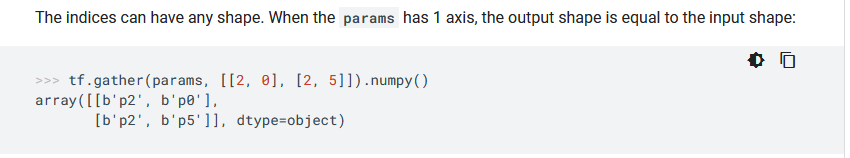 The indices can have any shape. When the params has 1 axis, the output shape is equal to the input shape:
>>> tf.gather(params, [[2, 0], [2, 5]]).numpy()
array([[b'p2', b'p0'],
       [b'p2', b'p5']], dtype=object)